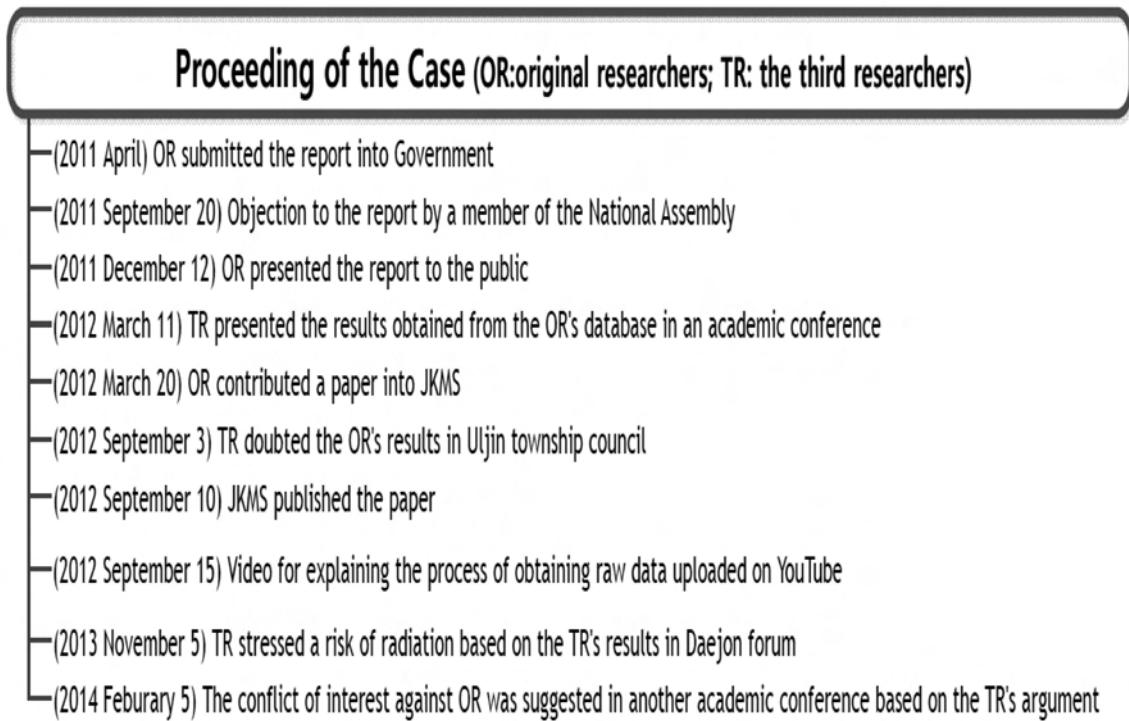 Proceeding of the Case (OR:original researchers; TR: the third researchers)
(2011 April) OR submitted the report into Government
(2011 September 20) Objection to the report by a member of the National Assembly
(2011 December 12) OR presented the report to the public
(2012 March 11) TR presented the results obtained from the OR's database in an academic conference
(2012 March 20) OR contributed a paper into JKMS
(2012 September 3) TR doubted the OR's results in Uljin township council
(2012 September 10) JKMS published the paper
(2012 September 15) Video for explaining the process of obtaining raw data uploaded on YouTube
(2013 November 5) TR stressed a risk of radiation based on the TR's results in Daejon forum
(2014 Feburary 5) The conflict of interest against OR was suggested in another academic conference based on the TR's argument